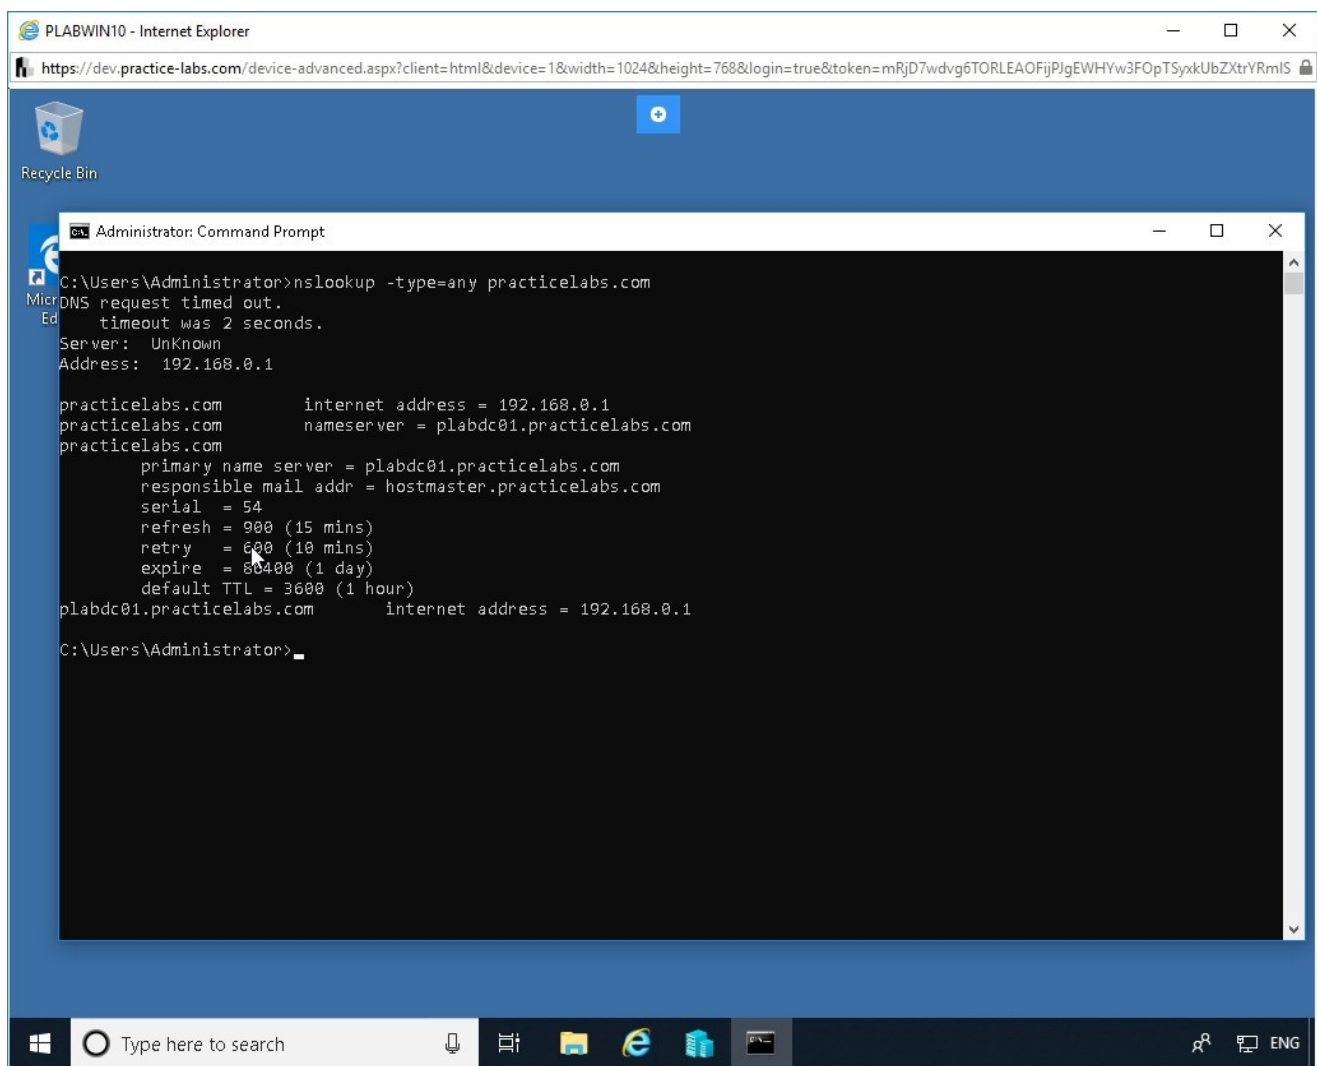 PLABWIN10 - Internet Explorer
https://dev.practice-labs.com/device-advanced.aspx?client=html&device=1&width=1024&height=768&login=true&token=mRjD7wdvg6TORLEAOFijPJgEWHYw3FOpTSyxkUbZXtrYRmIS
Recycle Bin
Administrator: Command Prompt
C:\Users\Administrator>nslookup -type=any practicelabs.com
Micr
DNS request timed out.
Ed
timeout was 2 seconds.
Server:  UnKnown
Address:  192.168.0.1
practicelabs.com        internet address = 192.168.0.1
practicelabs.com        nameserver = plabdc01.practicelabs.com
practicelabs.com
primary name server = plabdc01.practicelabs.com
responsible mail addr = hostmaster.practicelabs.com
serial  = 54
refresh = 900 (15 mins)
retry   = 600 (10 mins)
expire  = 86400 (1 day)
default TTL = 3600 (1 hour)
plabdc01.practicelabs.com       internet address = 192.168.0.1
C:\Users\Administrator>
Type here to search
ENG